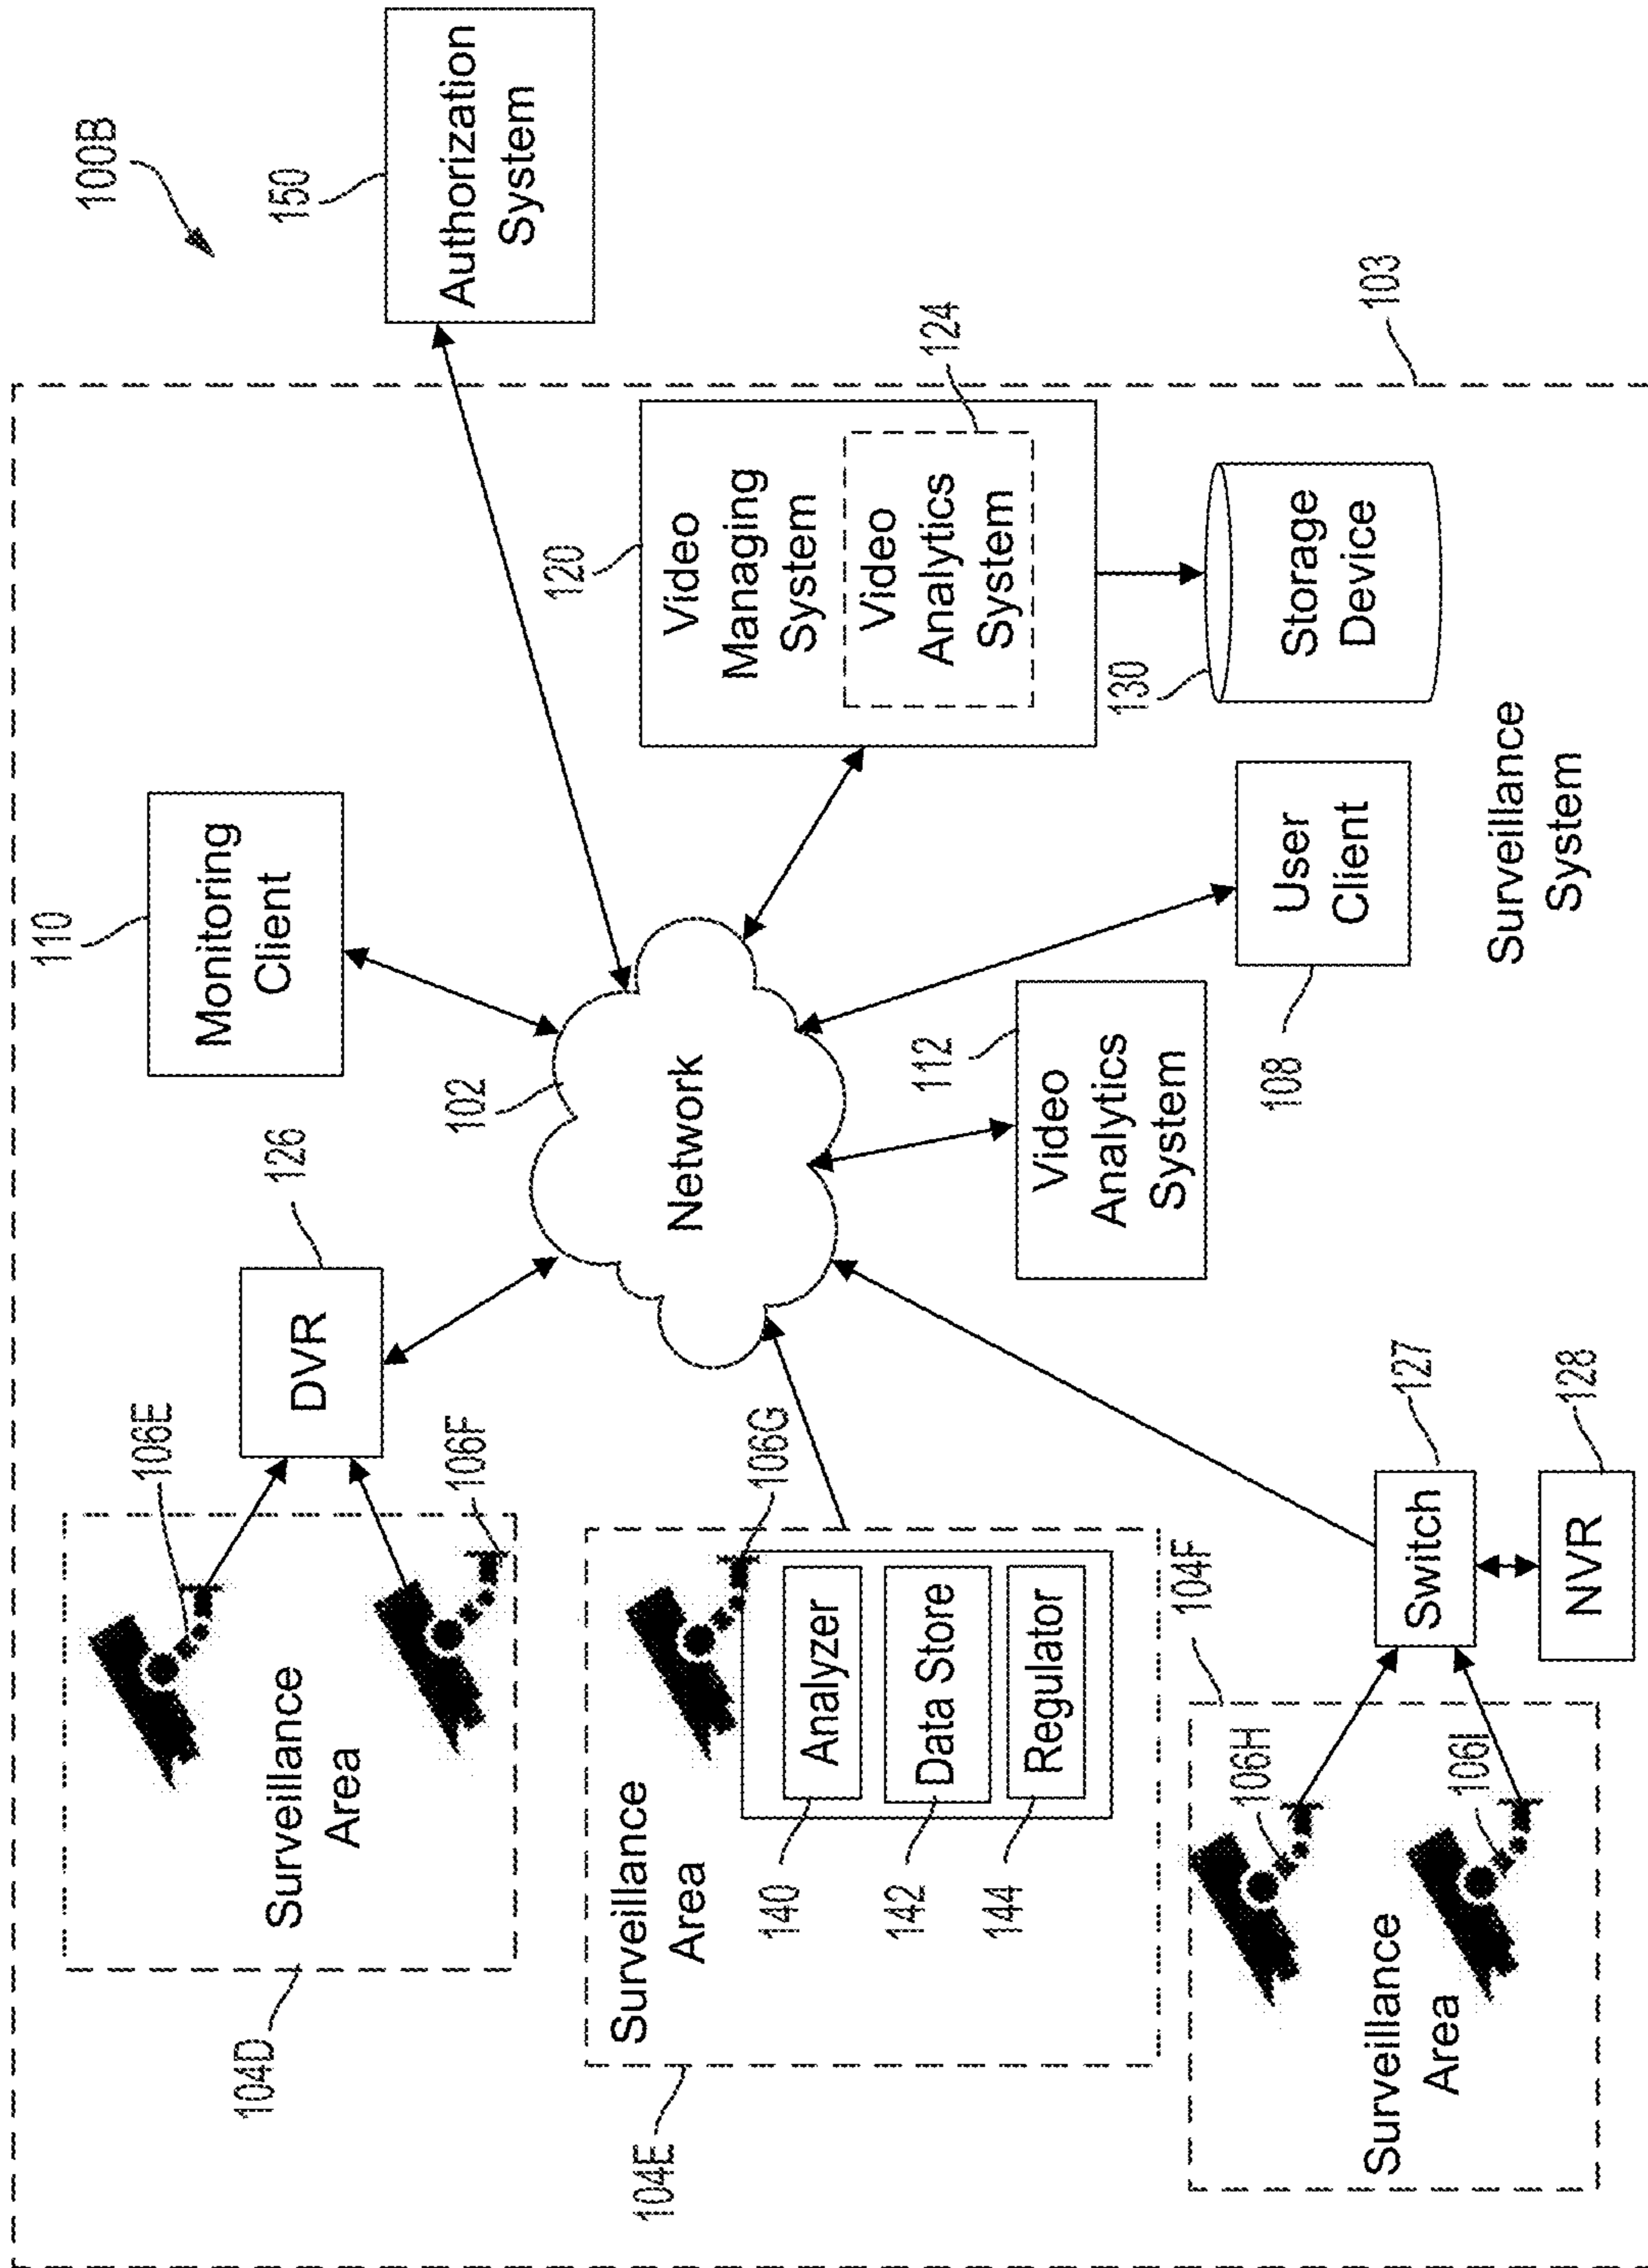 100B
150
Authorization
System
103
110
Monitoring
Client
120
Video
Managing
System
124
Video
Analytics
System
130
Storage
Device
102
Network
126
DVR
106E
106F
Surveillance
Area
104D
106G
Surveillance
Area
Analyzer
140
Data Store
142
Regulator
144
104E
112
Video
Analytics
System
User
Client
108
Surveillance
System
Switch
127
NVR
128
104F
106H
106I
Surveillance
Area